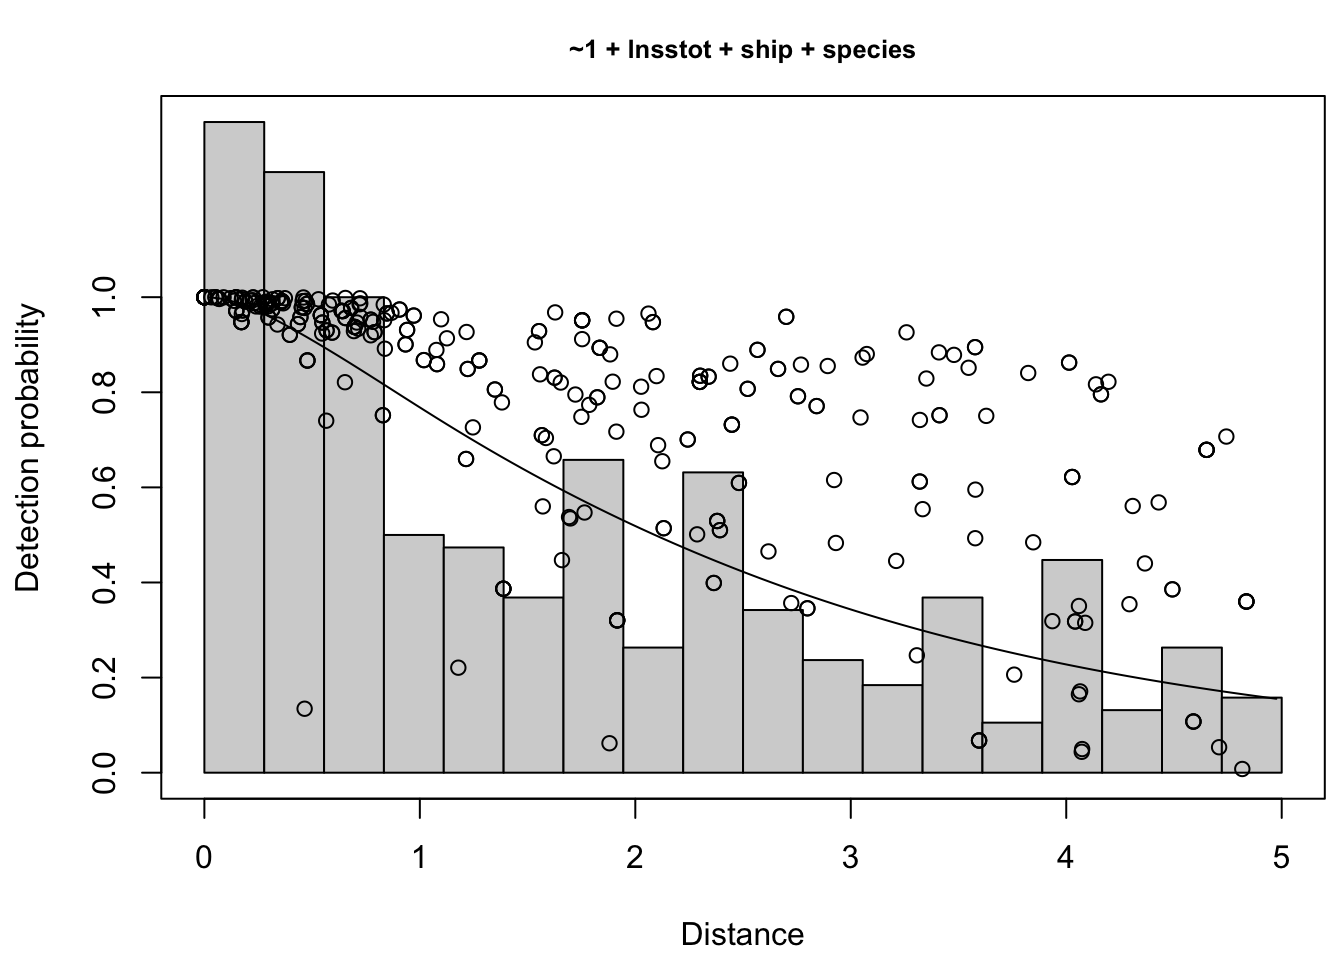 ~1 + lnsstot + ship + species
Detection probability
1.0
0.8
0.6
0.4
0.2
0.0
0 1 2 3 4 5
Distance